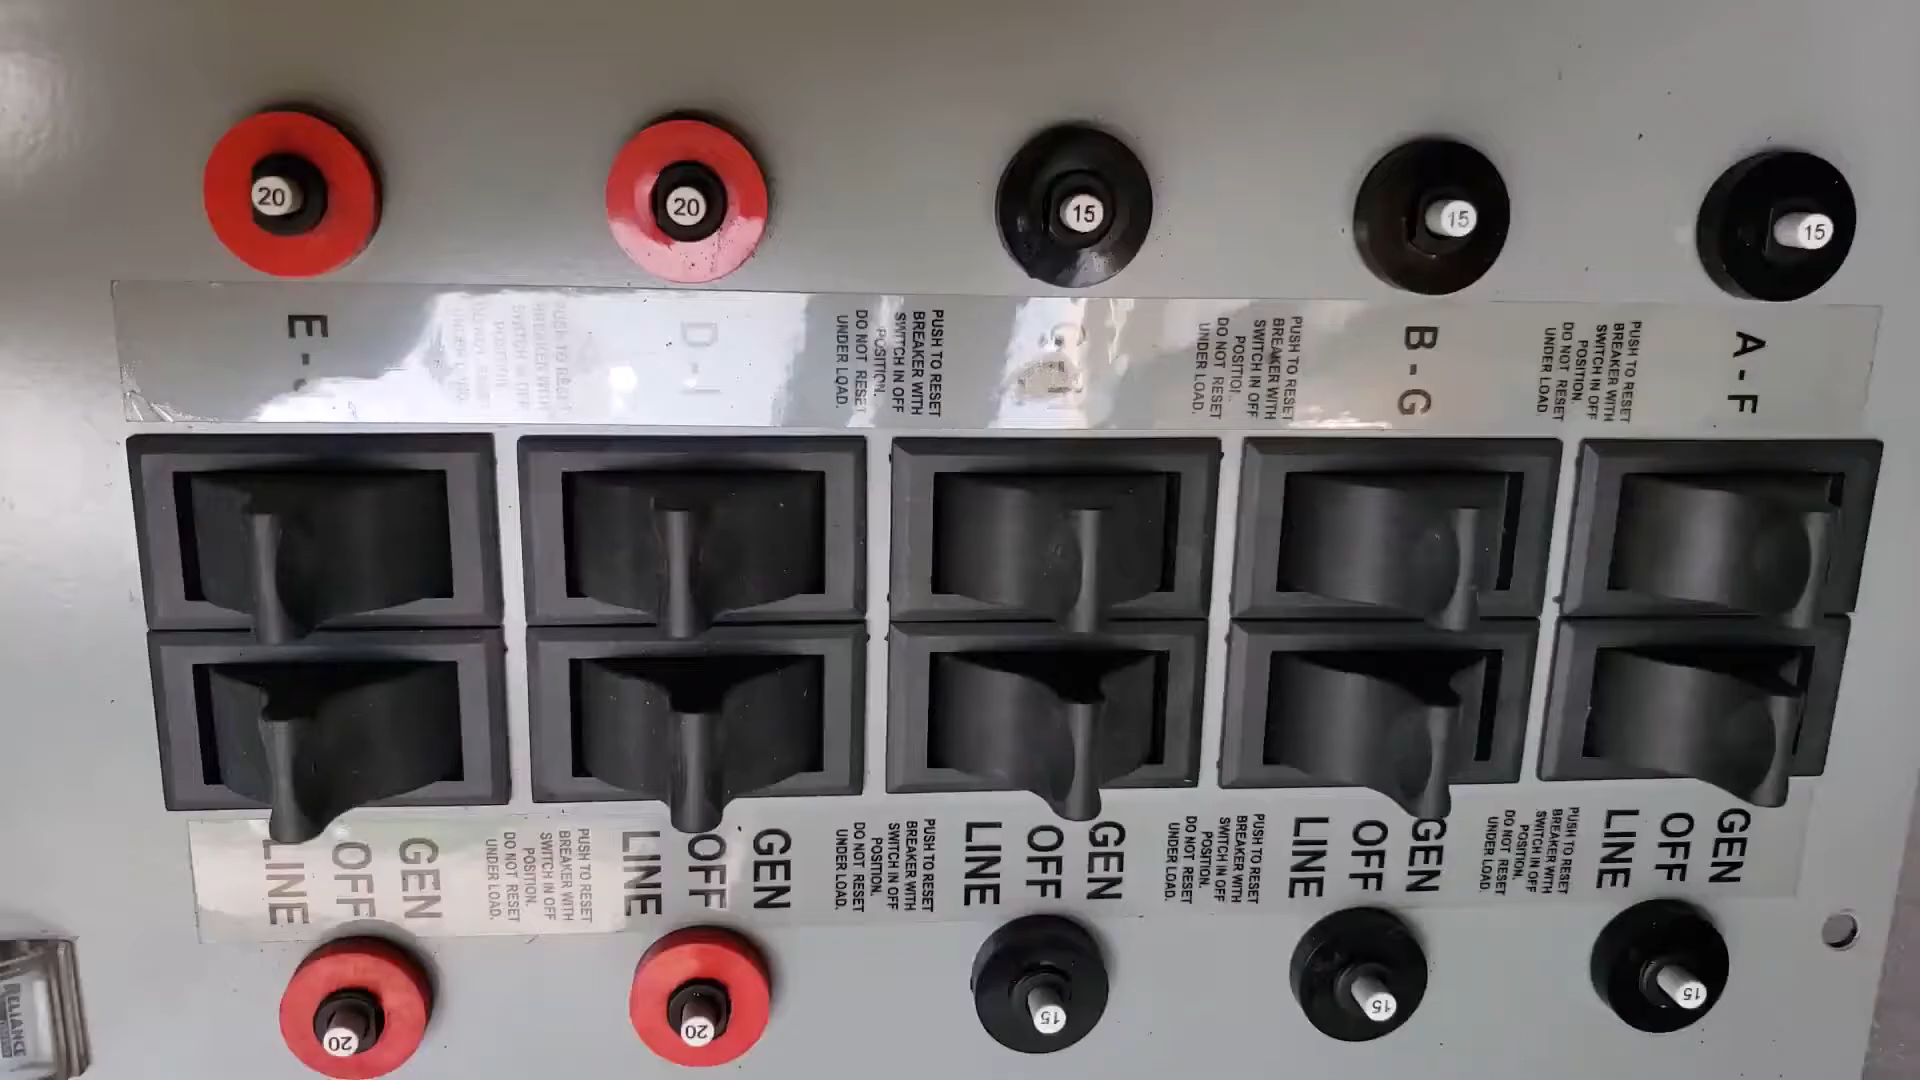 20
20
15
15
15
E -
D - I
PUSH TO RESET
BREAKER WITH
SWITCH IN OFF
POSITION.
DO NOT RESET
UNDER LOAD.
PUSH TO RESET
BREAKER WITH
SWITCH IN OFF
DO NOT RESET
UNDER LOAD.
B - G
PUSH TO RESET
BREAKER WITH
SWITCH IN OFF
POSITION.
DO NOT RESET
UNDER LOAD.
A - F
LINE
OFF
GEN
PUSH TO RESET
BREAKER WITH
SWITCH IN OFF
POSITION.
DO NOT RESET
UNDER LOAD.
LINE
OFF
GEN
PUSH TO RESET
BREAKER WITH
SWITCH IN OFF
POSITION.
DO NOT RESET
UNDER LOAD.
LINE
OFF
GEN
PUSH TO RESET
BREAKER WITH
SWITCH IN OFF
POSITION.
DO NOT RESET
UNDER LOAD.
LINE
OFF
GEN
PUSH TO RESET
BREAKER WITH
SWITCH IN OFF
POSITION.
DO NOT RESET
UNDER LOAD.
LINE
OFF
GEN
20
20
15
15
15
RELIANCE